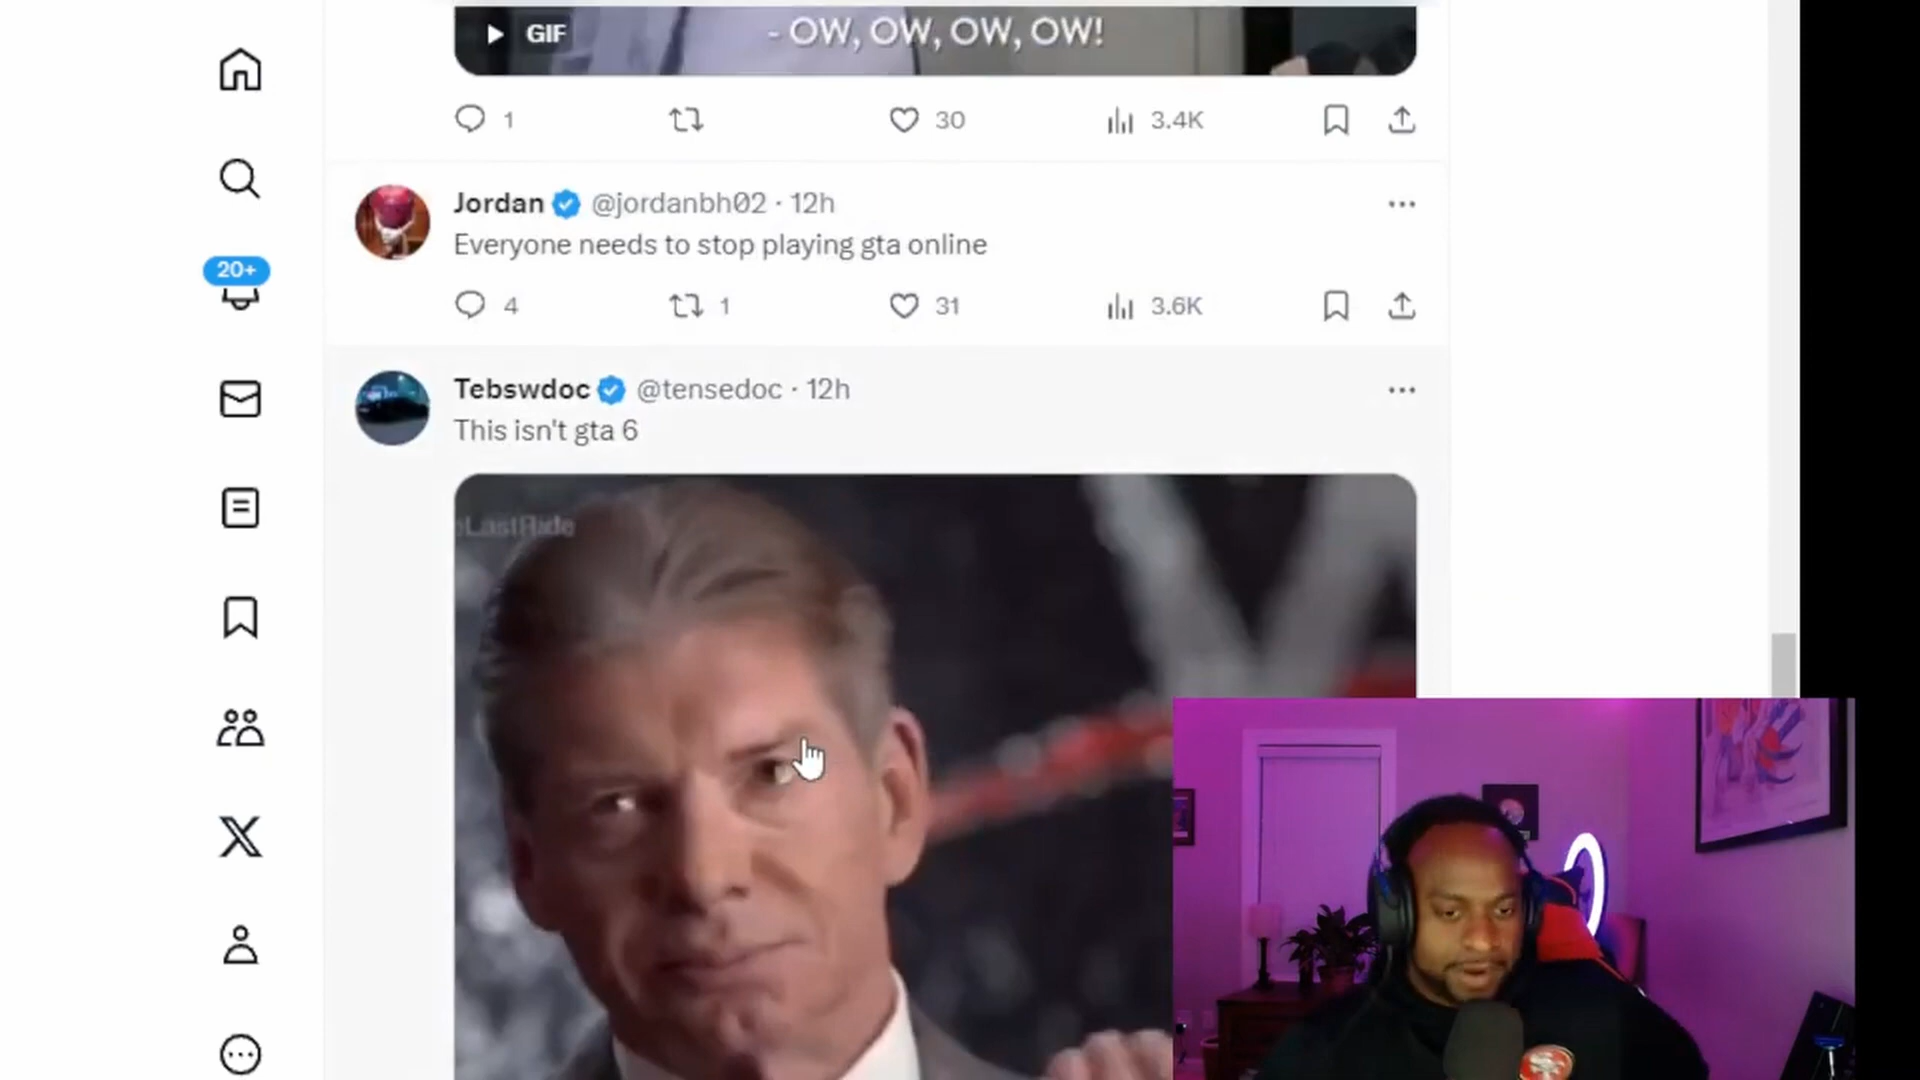 GIF
- OW, OW, OW, OW!
1
30
3.4K
Jordan @jordanbh02 · 12h
Everyone needs to stop playing gta online
20+
4
1
31
3.6K
Tebswdoc @tensedoc · 12h
This isn't gta 6
LastRide